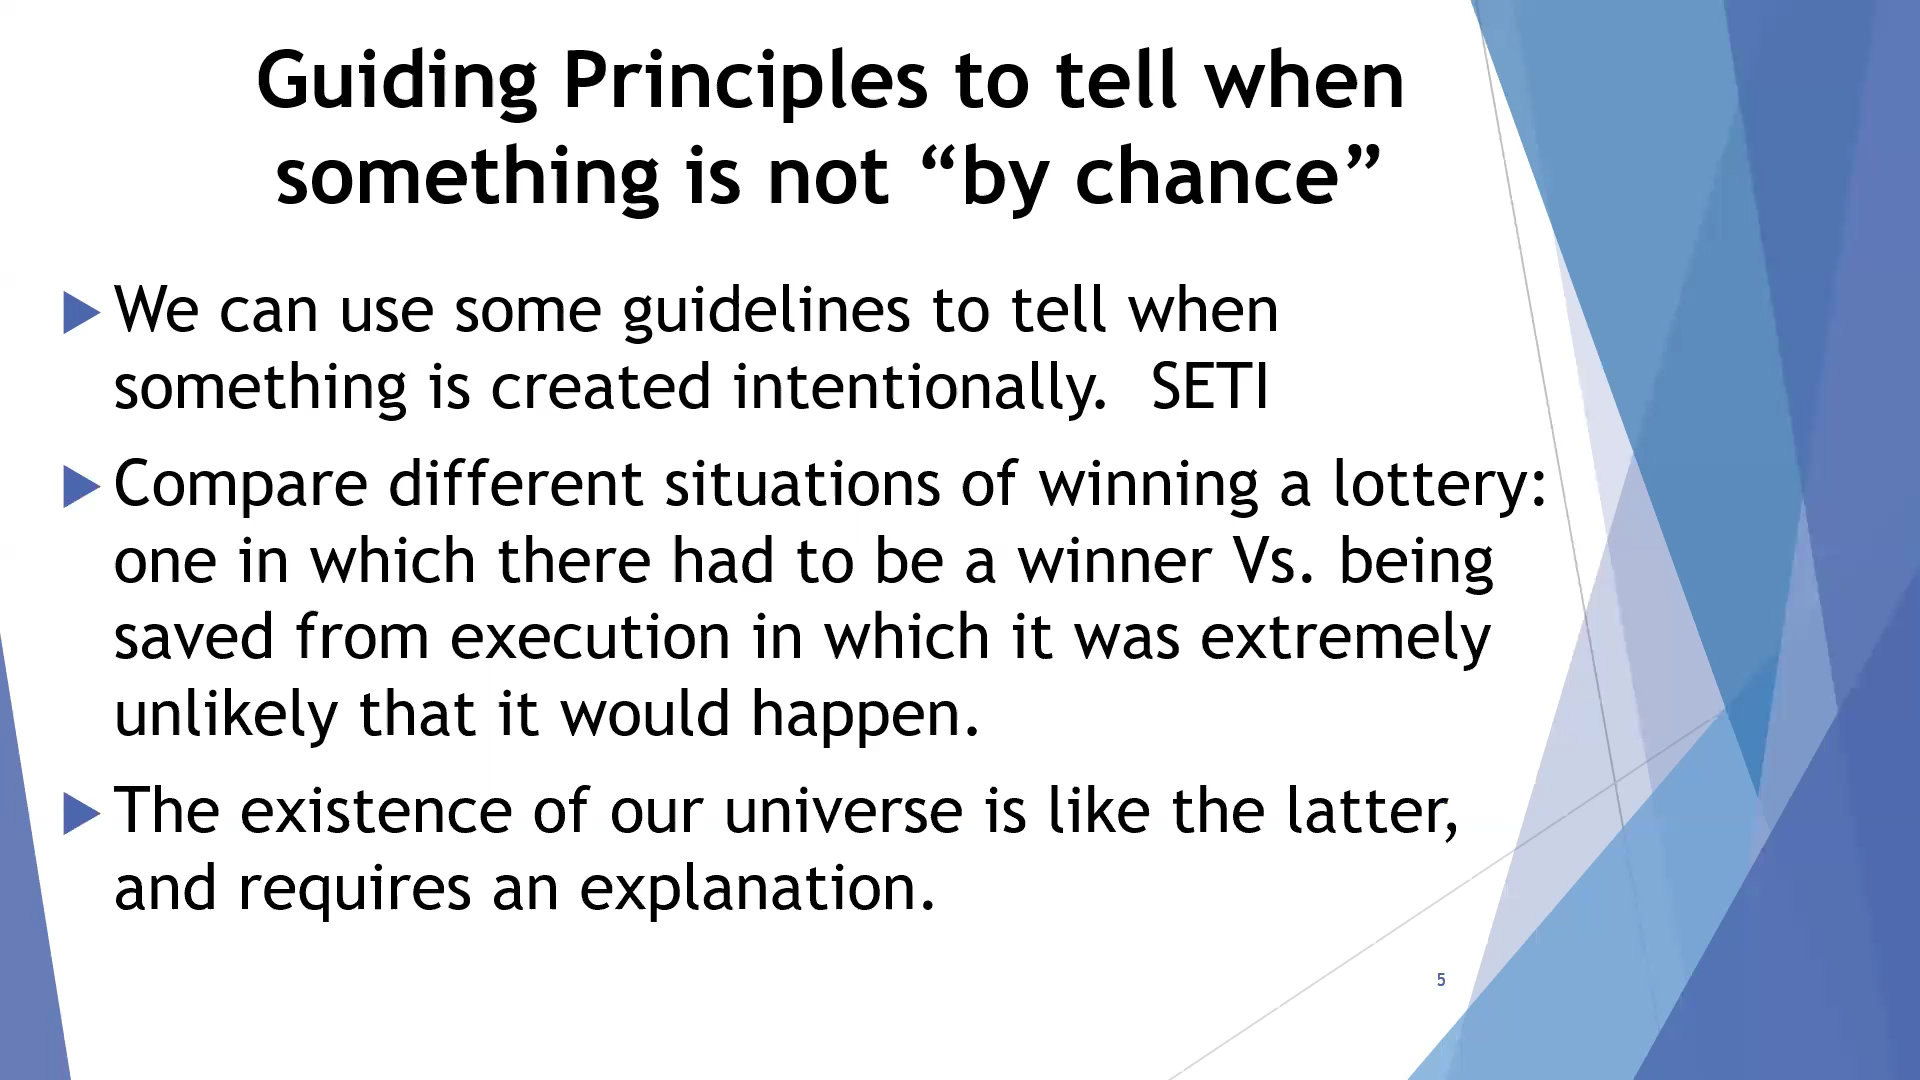 Guiding Principles to tell when
something is not “by chance”
We can use some guidelines to tell when
something is created intentionally.  SETI
Compare different situations of winning a lottery:
one in which there had to be a winner Vs. being
saved from execution in which it was extremely
unlikely that it would happen.
The existence of our universe is like the latter,
and requires an explanation.
5